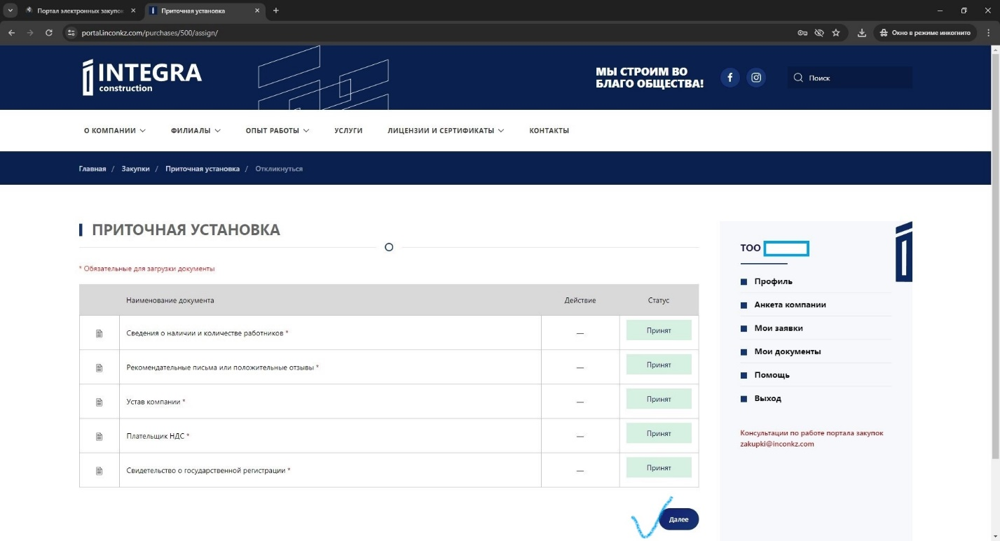 Портал электронных закупок
Приточная установка
portal.inconkz.com/purchases/500/assign/
Окно в режиме инкогнито
INTEGRA
construction
МЫ СТРОИМ ВО
БЛАГО ОБЩЕСТВА!
Поиск
О КОМПАНИИ
ФИЛИАЛЫ
ОПЫТ РАБОТЫ
УСЛУГИ
ЛИЦЕНЗИИ И СЕРТИФИКАТЫ
КОНТАКТЫ
Главная / Закупки / Приточная установка / Откликнуться
ПРИТОЧНАЯ УСТАНОВКА
* Обязательные для загрузки документы
Наименование документа Действие Статус
Сведения о наличии и количестве работников * — Принят
Рекомендательные письма или положительные отзывы * — Принят
Устав компании * — Принят
Плательщик НДС * — Принят
Свидетельство о государственной регистрации * — Принят
Далее
ТОО
Профиль
Анкета компании
Мои заявки
Мои документы
Помощь
Выход
Консультации по работе портала закупок
zakupki@inconkz.com